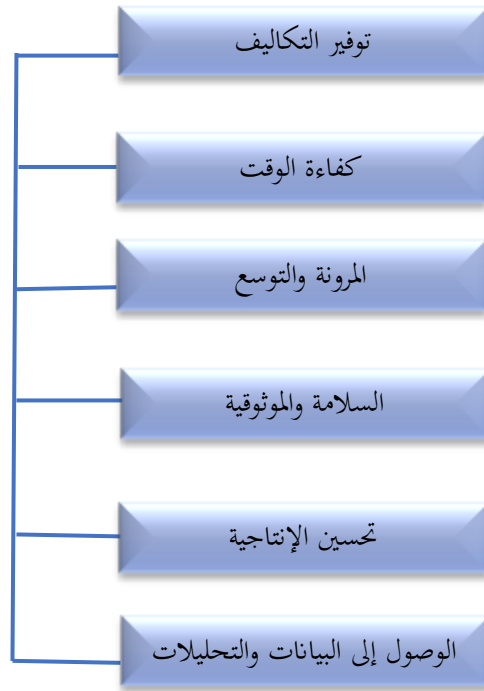 توفير التكاليف
كفاءة الوقت
المرونة والتوسع
السلامة والموثوقية
تحسين الإنتاجية
الوصول إلى البيانات والتحليلات